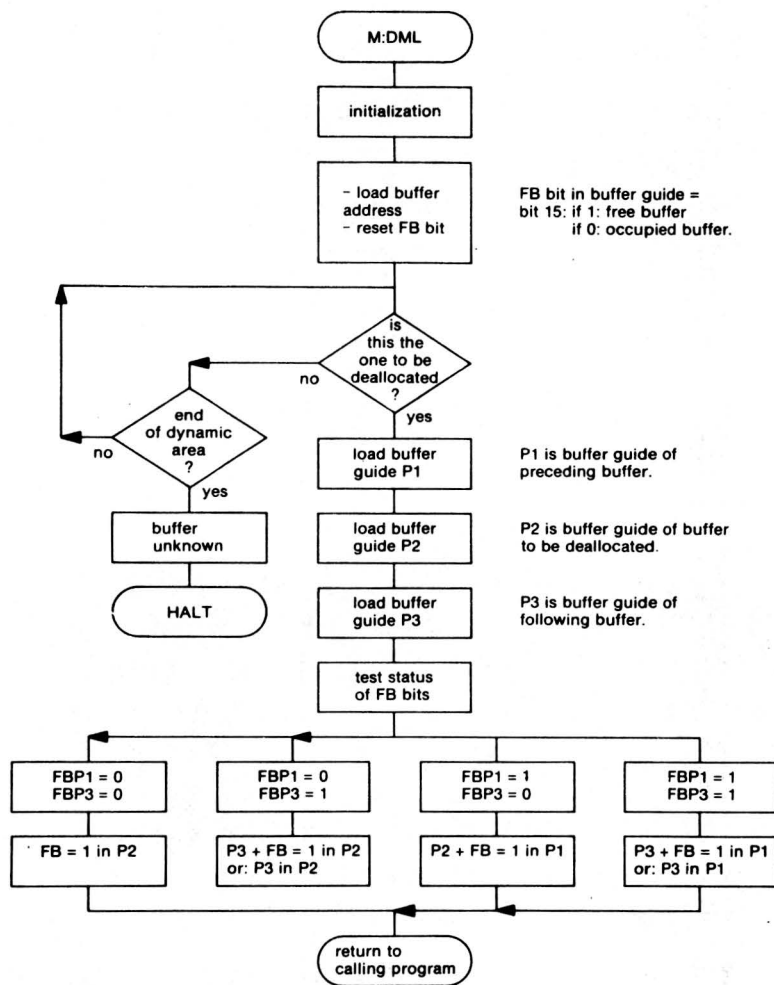 M:DML
initialization
– load buffer
address
– reset FB bit
FB bit in buffer guide =
bit 15: if 1: free buffer
if 0: occupied buffer.
is
this the
one to be
deallocated
?
no
yes
end
of dynamic
area
?
no
yes
buffer
unknown
HALT
load buffer
guide P1
P1 is buffer guide of
preceding buffer.
load buffer
guide P2
P2 is buffer guide of buffer
to be deallocated.
load buffer
guide P3
P3 is buffer guide of
following buffer.
test status
of FB bits
FBP1 = 0
FBP3 = 0
FBP1 = 0
FBP3 = 1
FBP1 = 1
FBP3 = 0
FBP1 = 1
FBP3 = 1
FB = 1 in P2
P3 + FB = 1 in P2
or: P3 in P2
P2 + FB = 1 in P1
P3 + FB = 1 in P1
or: P3 in P1
return to
calling program